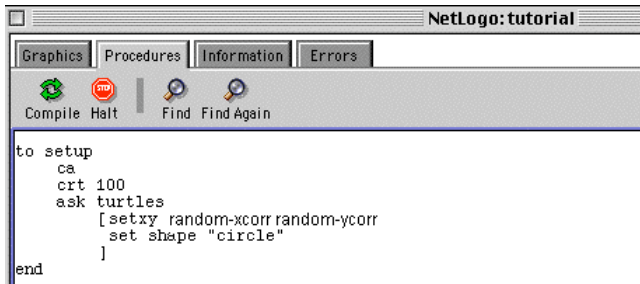 NetLogo: tutorial
Graphics Procedures Information Errors
Compile Halt Find Find Again
to setup
ca
crt 100
ask turtles
[ setxy random-xcorr random-ycorr
set shape "circle"
]
end